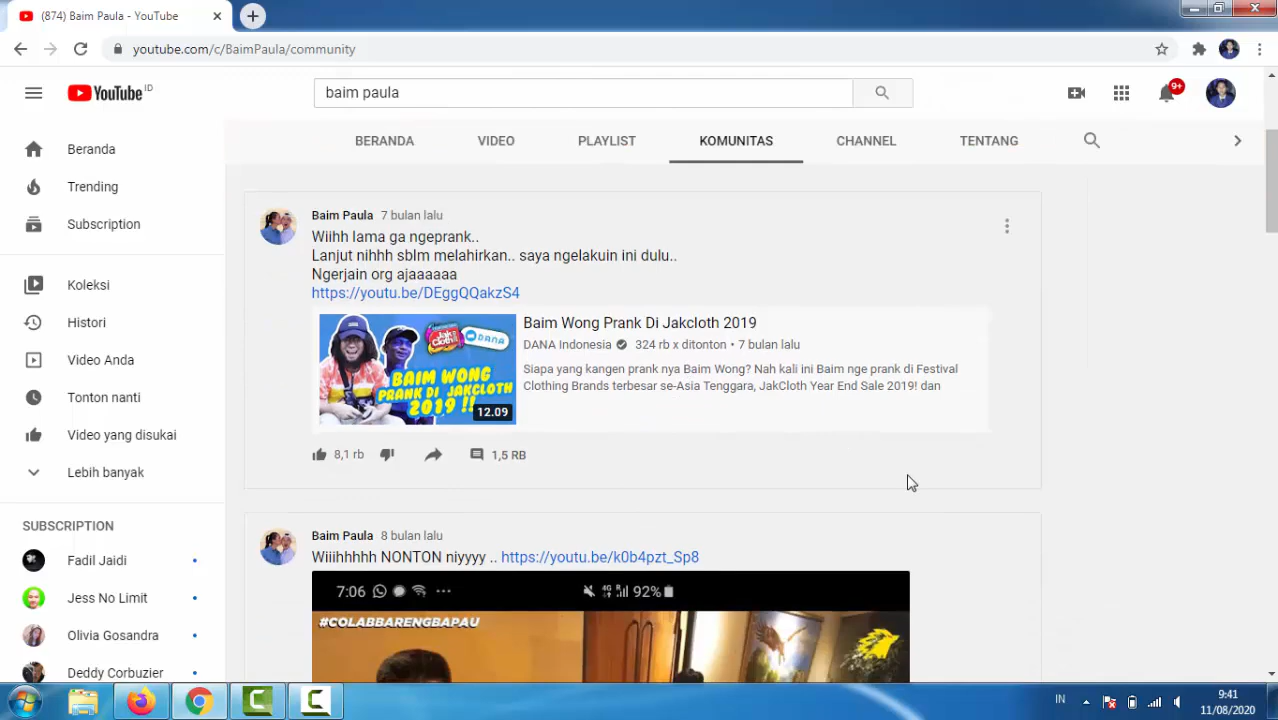 (874) Baim Paula - YouTube
youtube.com/c/BaimPaula/community
YouTube ID
baim paula
9+
BERANDA VIDEO PLAYLIST KOMUNITAS CHANNEL TENTANG
Beranda
Trending
Subscription
Koleksi
Histori
Video Anda
Tonton nanti
Video yang disukai
Lebih banyak
SUBSCRIPTION
Fadil Jaidi
Jess No Limit
Olivia Gosandra
Deddy Corbuzier
Baim Paula 7 bulan lalu
Wiihh lama ga ngeprank..
Lanjut nihhh sblm melahirkan.. saya ngelakuin ini dulu..
Ngerjain org ajaaaaaa
https://youtu.be/DEggQQakzS4
JakCloth
DANA
BAIM WONG
PRANK DI JAKCLOTH
2019 !!
12.09
Baim Wong Prank Di Jakcloth 2019
DANA Indonesia 324 rb x ditonton • 7 bulan lalu
Siapa yang kangen prank nya Baim Wong? Nah kali ini Baim nge prank di Festival
Clothing Brands terbesar se-Asia Tenggara, JakCloth Year End Sale 2019! dan
8,1 rb 1,5 RB
Baim Paula 8 bulan lalu
Wiiihhhhh NONTON niyyyy .. https://youtu.be/k0b4pzt_Sp8
7:06 4G 92%
#COLABBARENGBAPAU
IN
9:41
11/08/2020